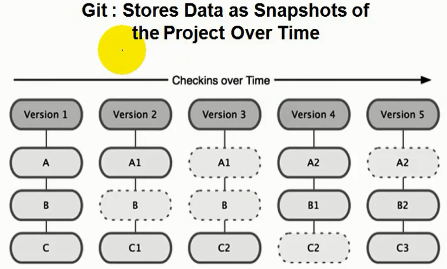 Git : Stores Data as Snapshots of
the Project Over Time
Checkins over Time
Version 1 Version 2 Version 3 Version 4 Version 5
A A1 A1 A2 A2
B B B B1 B2
C C1 C2 C2 C3